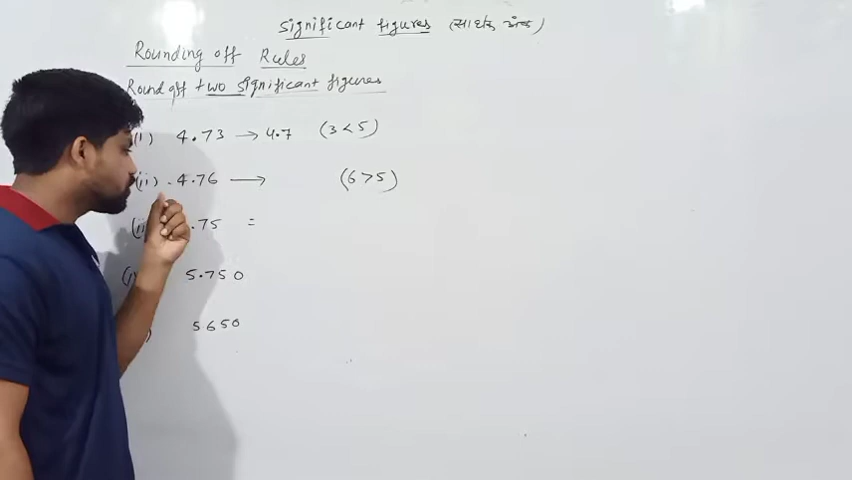 Significant figures (सार्थक अंक)
Rounding off Rules
Round off two significant figures
(i) 4.73 → 4.7 (3 < 5)
(ii) 4.76 → (6 > 5)
.75 =
5.750
5650